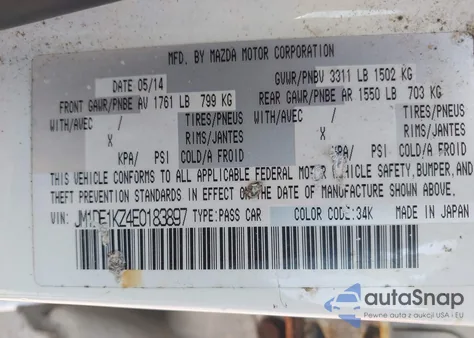 MFD. BY MAZDA MOTOR CORPORATION
DATE 05/14 GVWR/PNBV 3311 LB 1502 KG
FRONT GAWR/PNBE AV 1761 LB 799 KG REAR GAWR/PNBE AR 1550 LB 703 KG
WITH/AVEC / TIRES/PNEUS WITH/AVEC / TIRES/PNEUS
X RIMS/JANTES X RIMS/JANTES
KPA/ PSI COLD/A FROID KPA/ PSI COLD/A FROID
THIS VEHICLE CONFORMS TO ALL APPLICABLE FEDERAL MOTOR VEHICLE SAFETY, BUMPER, AND
THEFT PREVENTION STANDARDS IN EFFECT ON THE DATE OF MANUFACTURE SHOWN ABOVE.
VIN: JM1DE1KZ4E0183897 TYPE:PASS CAR COLOR CODE:34K MADE IN JAPAN
autoSnap
Pewne auta z aukcji USA i EU